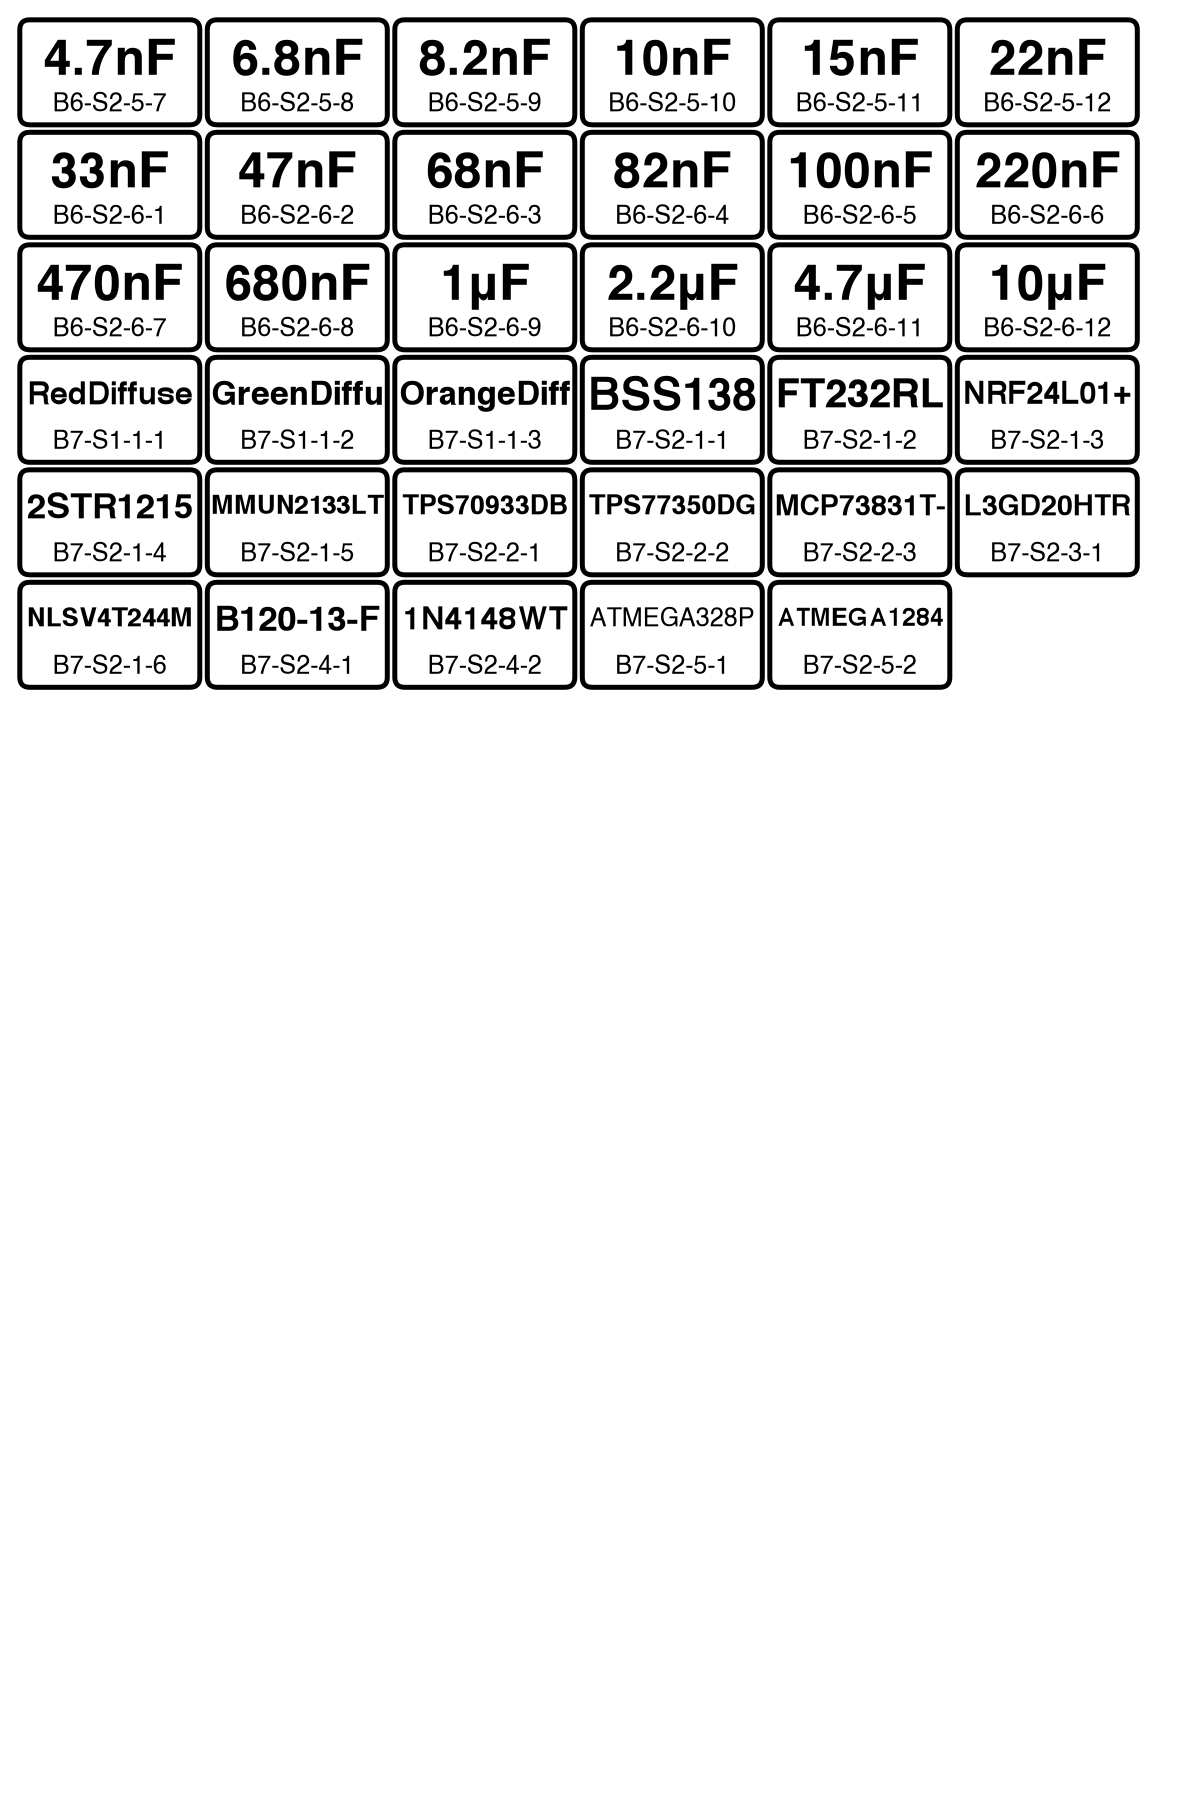 4.7nF 6.8nF 8.2nF 10nF 15nF 22nF
B6-S2-5-7 B6-S2-5-8 B6-S2-5-9 B6-S2-5-10 B6-S2-5-11 B6-S2-5-12
33nF 47nF 68nF 82nF 100nF 220nF
B6-S2-6-1 B6-S2-6-2 B6-S2-6-3 B6-S2-6-4 B6-S2-6-5 B6-S2-6-6
470nF 680nF 1µF 2.2µF 4.7µF 10µF
B6-S2-6-7 B6-S2-6-8 B6-S2-6-9 B6-S2-6-10 B6-S2-6-11 B6-S2-6-12
RedDiffuse GreenDiffu OrangeDiff BSS138 FT232RL NRF24L01+
B7-S1-1-1 B7-S1-1-2 B7-S1-1-3 B7-S2-1-1 B7-S2-1-2 B7-S2-1-3
2STR1215 MMUN2133LT TPS70933DB TPS77350DG MCP73831T- L3GD20HTR
B7-S2-1-4 B7-S2-1-5 B7-S2-2-1 B7-S2-2-2 B7-S2-2-3 B7-S2-3-1
NLSV4T244M B120-13-F 1N4148WT ATMEGA328P ATMEGA1284
B7-S2-1-6 B7-S2-4-1 B7-S2-4-2 B7-S2-5-1 B7-S2-5-2